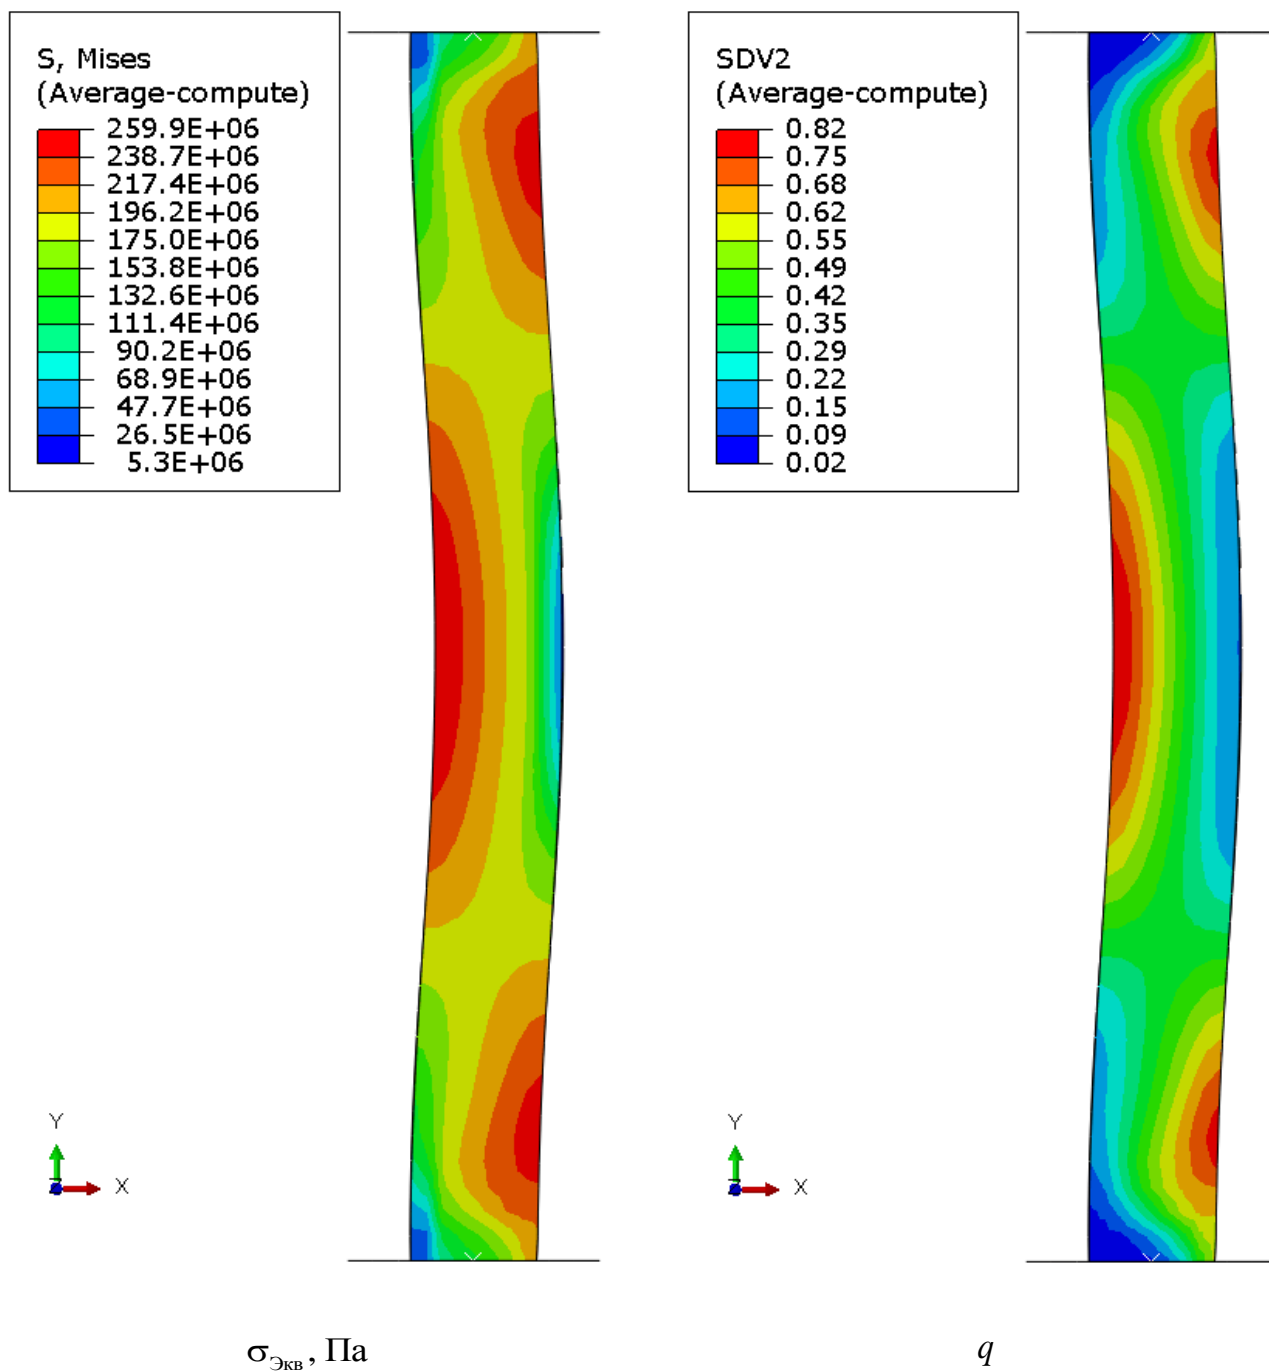 S, Mises
(Average-compute)
259.9E+06
238.7E+06
217.4E+06
196.2E+06
175.0E+06
153.8E+06
132.6E+06
111.4E+06
90.2E+06
68.9E+06
47.7E+06
26.5E+06
5.3E+06
Y
X
σЭкв, Па
SDV2
(Average-compute)
0.82
0.75
0.68
0.62
0.55
0.49
0.42
0.35
0.29
0.22
0.15
0.09
0.02
Y
X
q